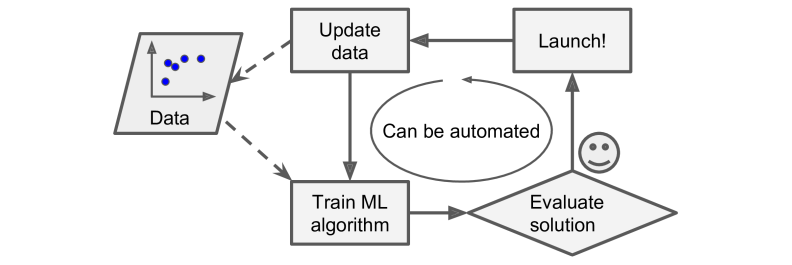 Update
data
Launch!
Data
Can be automated
Train ML
algorithm
Evaluate
solution